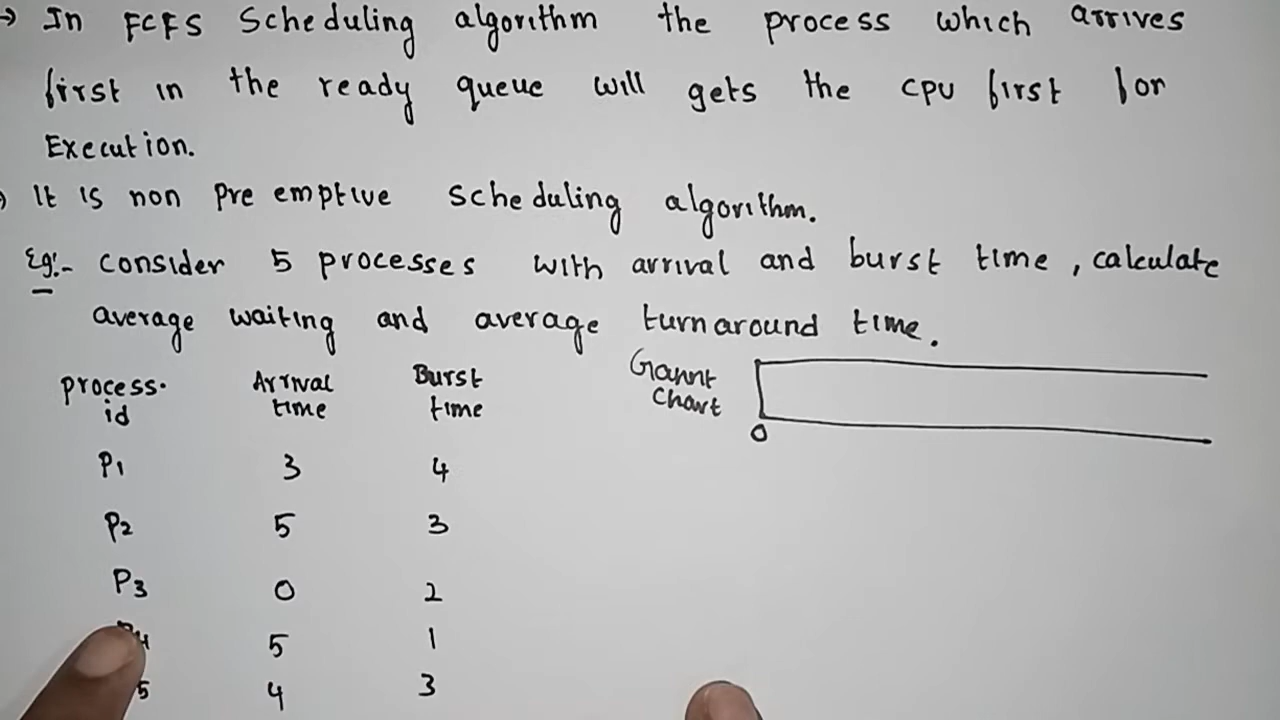 → In FCFS Scheduling algorithm the process which arrives
first in the ready queue will gets the cpu first for
Execution.
It is non Pre emptive Scheduling algorithm.
Eg:- consider 5 processes with arrival and burst time, calculate
average waiting and average turnaround time.
process. id Arrival time Burst time
P1 3 4
P2 5 3
P3 0 2
5 1
5 4 3
Gannt
Chart
0